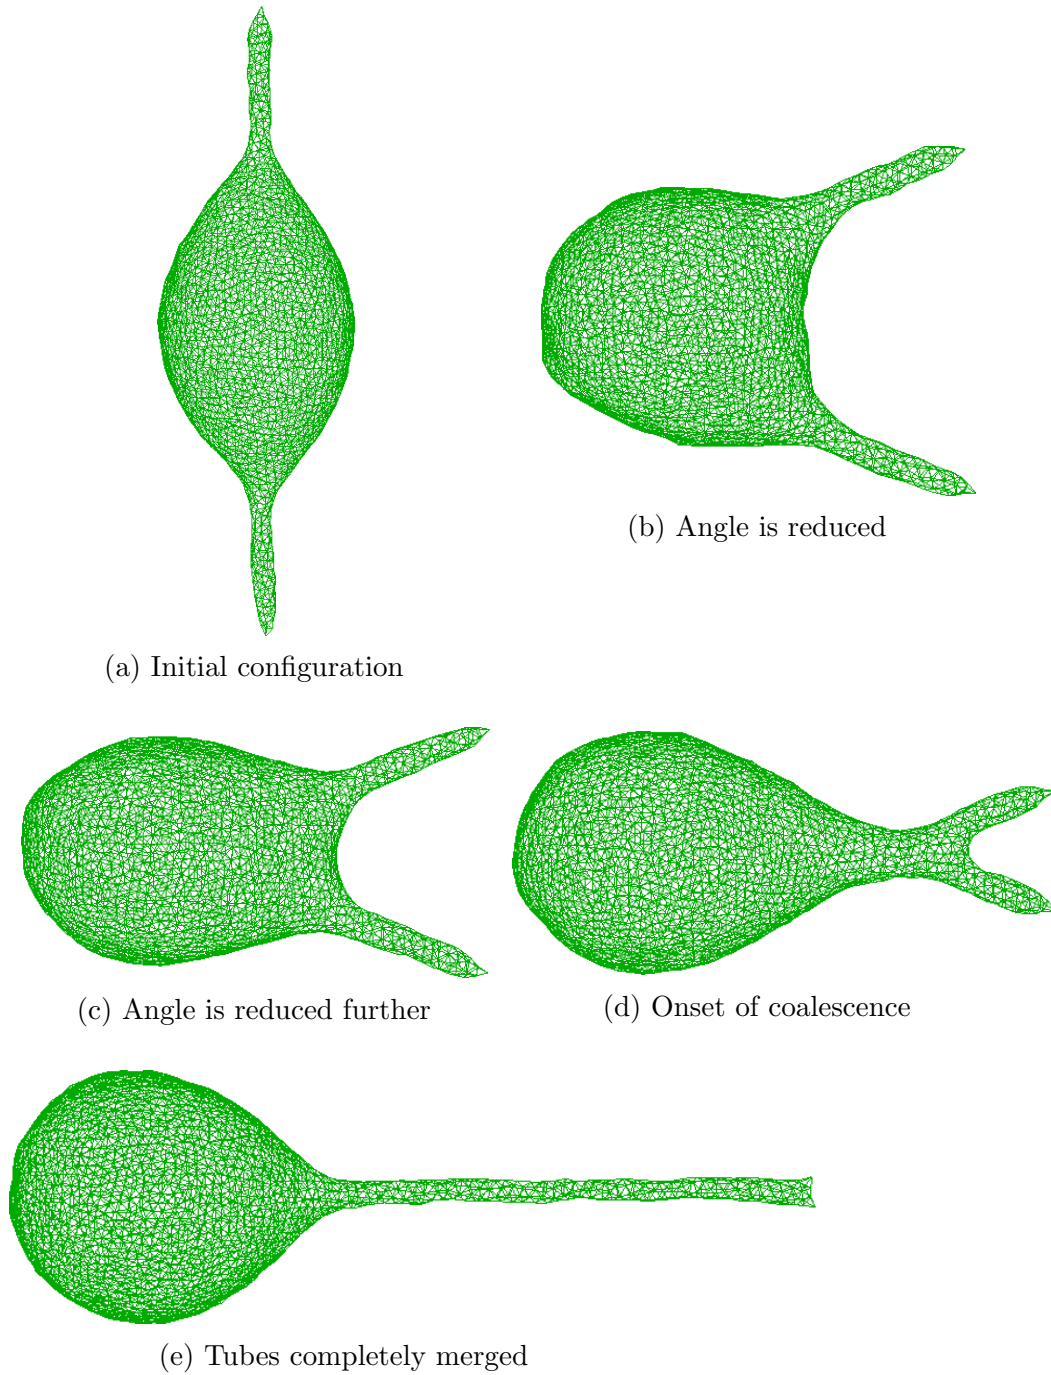 (a) Initial configuration
(b) Angle is reduced
(c) Angle is reduced further
(d) Onset of coalescence
(e) Tubes completely merged